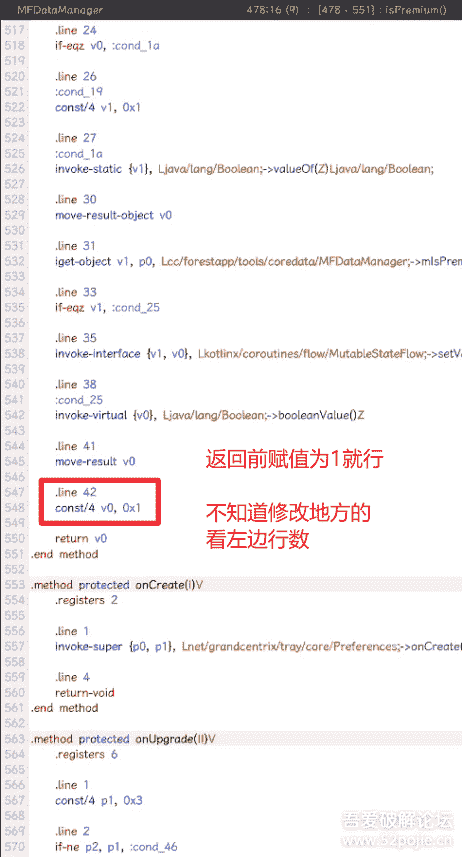 MFDataManager 478:16 (9) : [478 - 551] : isPremium()
517 .line 24
518 if-eqz v0, :cond_1a
519
520 .line 26
521 :cond_19
522 const/4 v1, 0x1
523
524 .line 27
525 :cond_1a
526 invoke-static {v1}, Ljava/lang/Boolean;->valueOf(Z)Ljava/lang/Boolean;
527
528 .line 30
529 move-result-object v0
530
531 .line 31
532 iget-object v1, p0, Lcc/forestapp/tools/coredata/MFDataManager;->mIsPrem
533
534 .line 33
535 if-eqz v1, :cond_25
536
537 .line 35
538 invoke-interface {v1, v0}, Lkotlinx/coroutines/flow/MutableStateFlow;->setVa
539
540 .line 38
541 :cond_25
542 invoke-virtual {v0}, Ljava/lang/Boolean;->booleanValue()Z
543
544 .line 41
545 move-result v0
返回前赋值为1就行
546
547 .line 42
548 const/4 v0, 0x1
不知道修改地方的
看左边行数
549
550 return v0
551 .end method
552
553 .method protected onCreate(I)V
554 .registers 2
555
556 .line 1
557 invoke-super {p0, p1}, Lnet/grandcentrix/tray/core/Preferences;->onCreate(
558
559 .line 4
560 return-void
561 .end method
562
563 .method protected onUpgrade(II)V
564 .registers 6
565
566 .line 1
567 const/4 p1, 0x3
568
569 .line 2
570 if-ne p2, p1, :cond_46
吾爱破解论坛
www.52pojie.cn